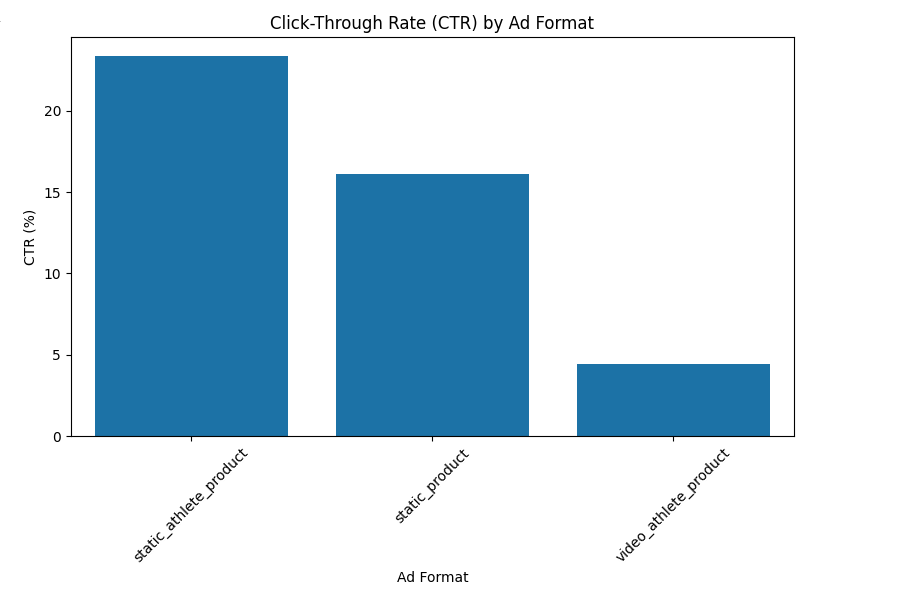 Click-Through Rate (CTR) by Ad Format
CTR (%)
20
15
10
5
0
static_athlete_product
static_product
video_athlete_product
Ad Format